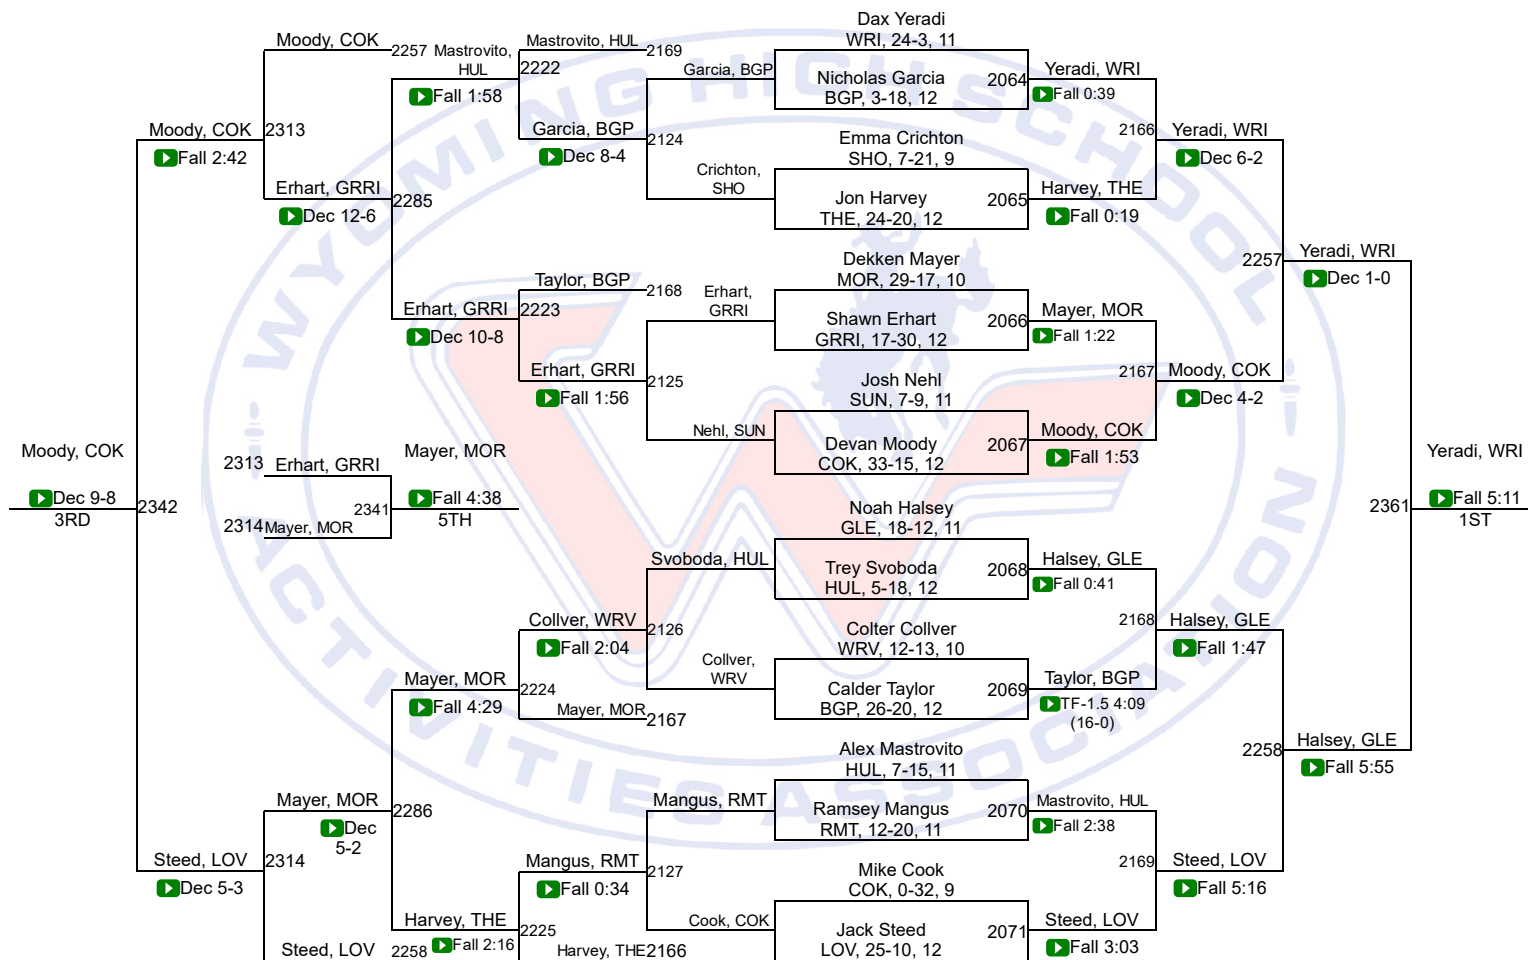 Dax Yeradi
WRI, 24-3, 11
Nicholas Garcia
BGP, 3-18, 12
2064
Emma Crichton
SHO, 7-21, 9
Jon Harvey
THE, 24-20, 12
2065
Dekken Mayer
MOR, 29-17, 10
Shawn Erhart
GRRI, 17-30, 12
2066
Josh Nehl
SUN, 7-9, 11
Devan Moody
COK, 33-15, 12
2067
Noah Halsey
GLE, 18-12, 11
Trey Svoboda
HUL, 5-18, 12
2068
Colter Collver
WRV, 12-13, 10
Calder Taylor
BGP, 26-20, 12
2069
Alex Mastrovito
HUL, 7-15, 11
Ramsey Mangus
RMT, 12-20, 11
2070
Mike Cook
COK, 0-32, 9
Jack Steed
LOV, 25-10, 12
2071
Yeradi, WRI
Fall 0:39
2166
Harvey, THE
Fall 0:19
Mayer, MOR
Fall 1:22
2167
Moody, COK
Fall 1:53
Halsey, GLE
Fall 0:41
2168
Taylor, BGP
TF-1.5 4:09
(16-0)
Mastrovito, HUL
Fall 2:38
2169
Steed, LOV
Fall 3:03
Yeradi, WRI
Dec 6-2
2257
Moody, COK
Dec 4-2
Halsey, GLE
Fall 1:47
2258
Steed, LOV
Fall 5:16
Yeradi, WRI
Dec 1-0
2361
Halsey, GLE
Fall 5:55
Yeradi, WRI
Fall 5:11
1ST
Garcia, BGP
2124
Crichton,
SHO
Erhart,
GRRI
2125
Nehl, SUN
Svoboda, HUL
2126
Collver,
WRV
Mangus, RMT
2127
Cook, COK
Mastrovito, HUL
2169
2222
Garcia, BGP
Dec 8-4
Taylor, BGP
2168
2223
Erhart, GRRI
Fall 1:56
Collver, WRV
Fall 2:04
2224
Mayer, MOR
2167
Mangus, RMT
Fall 0:34
2225
Harvey, THE
2166
Mastrovito,
HUL
Fall 1:58
2285
Erhart, GRRI
Dec 10-8
Mayer, MOR
Fall 4:29
2286
Harvey, THE
Fall 2:16
Moody, COK
2257
2313
Erhart, GRRI
Dec 12-6
Mayer, MOR
Dec
5-2
2314
Steed, LOV
2258
Moody, COK
Fall 2:42
2342
Steed, LOV
Dec 5-3
Moody, COK
Dec 9-8
3RD
2313
Erhart, GRRI
2314
Mayer, MOR
2341
Mayer, MOR
Fall 4:38
5TH
WYOMING HIGH SCHOOL
ACTIVITIES ASSOCIATION